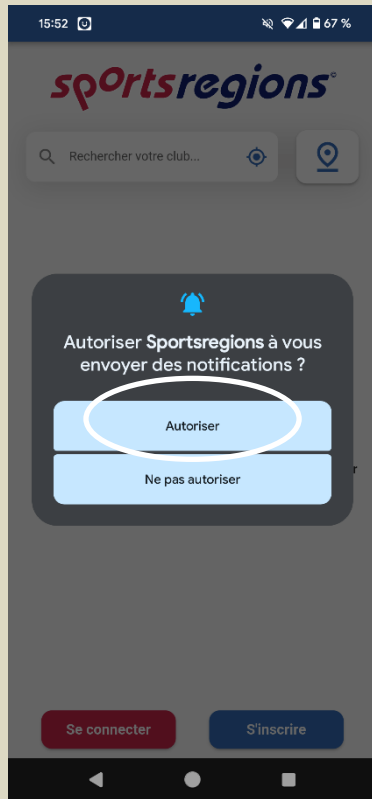 15:52
67 %
sportsregions
Rechercher votre club...
Autoriser Sportsregions à vous
envoyer des notifications ?
Autoriser
Ne pas autoriser
r
Se connecter
S'inscrire